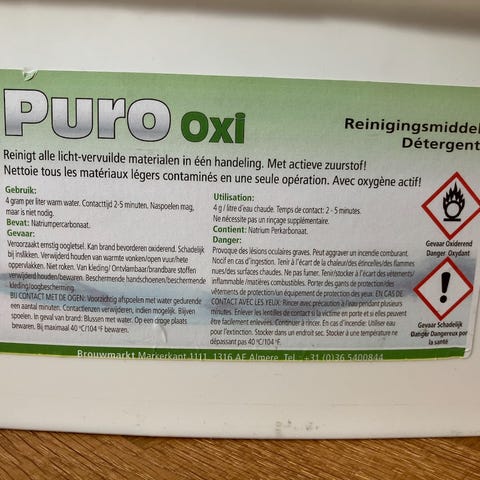 Puro oxi
Reinigingsmiddel
Détergent
Reinigt alle licht-vervuilde materialen in één handeling. Met actieve zuurstof!
Nettoie tous les matériaux légers contaminés en une seule opération. Avec oxygène actif!
Gebruik:
4 gram per liter warm water. Contacttijd 2-5 minuten. Naspoelen mag,
maar is niet nodig.
Bevat: Natriumpercarbonaat.
Gevaar:
Veroorzaakt ernstig oogletsel. Kan brand bevorderen oxiderend. Schadelijk
bij inslikken. Verwijderd houden van warmte vonken/open vuur/hete
oppervlakken. Niet roken. Van kleding/ Ontvlambaar/brandbare stoffen
verwijderd houden/bewaren. Beschermende handschoenen/beschermende
kleding/oogbescherming
BIJ CONTACT MET DE OGEN: Voorzichtig afspoelen met water gedurende
een aantal minuten. Contactlenzen verwijderen, indien mogelijk. Blijven
spoelen. In geval van brand: Blussen met water. Op een droge plaats
bewaren. Bij maximaal 40 °C/104 °F bewaren.
Utilisation:
4 g / litre d'eau chaude. Temps de contact: 2 - 5 minutes.
Ne nécessite pas un rinçage supplémentaire.
Contient: Natrium Perkarbonaat.
Danger:
Provoque des lésions oculaires graves. Peut aggraver un incendie; comburant.
Nocif en cas d'ingestion. Tenir à l'écart de la chaleur/des étincelles/des flammes
nues/des surfaces chaudes. Ne pas fumer. Tenir/stocker à l'écart des vêtements/
inflammable/ matières combustibles. Porter des gants de protection/des
vêtements de protection/un équipement de protection des yeux. EN CAS DE
CONTACT AVEC LES YEUX: Rincer avec précaution à l'eau pendant plusieurs
minutes. Enlever les lentilles de contact si la victime en porte et si elles peuvent
être facilement enlevées. Continuer à rincer. En cas d'incendie: Utiliser eau
pour l'extinction. Stocker dans un endroit sec. Stocker à une température ne
dépassant pas 40 °C/104 °F.
Gevaar Oxiderend
Danger Oxydant
Gevaar Schadelijk
Danger Dangereux por
la santé
Brouwmarkt Markerkant 1111, 1316 AE Almere, Tel.: +31 (0)36 5400844